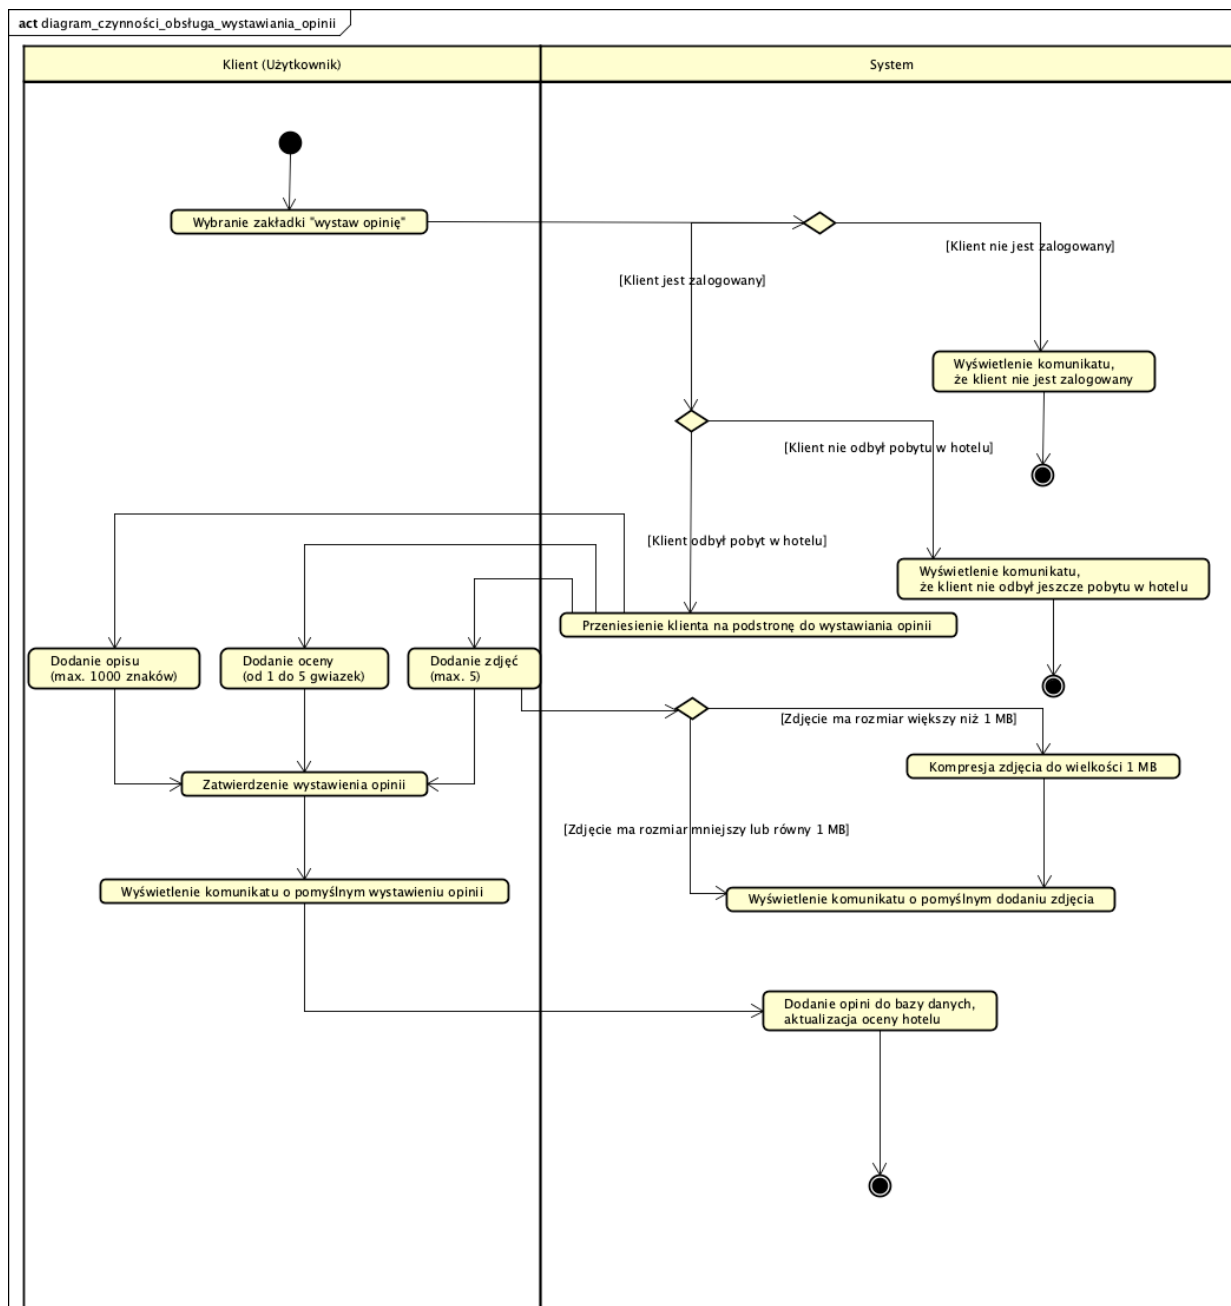 act diagram_czynności_obsługa_wystawiania_opinii
Klient (Użytkownik)
System
Wybranie zakładki "wystaw opinię"
[Klient nie jest zalogowany]
[Klient jest zalogowany]
Wyświetlenie komunikatu,
że klient nie jest zalogowany
[Klient nie odbył pobytu w hotelu]
[Klient odbył pobyt w hotelu]
Wyświetlenie komunikatu,
że klient nie odbył jeszcze pobytu w hotelu
Przeniesienie klienta na podstronę do wystawiania opinii
Dodanie opisu
(max. 1000 znaków)
Dodanie oceny
(od 1 do 5 gwiazek)
Dodanie zdjęć
(max. 5)
[Zdjęcie ma rozmiar większy niż 1 MB]
Kompresja zdjęcia do wielkości 1 MB
Zatwierdzenie wystawienia opinii
[Zdjęcie ma rozmiar mniejszy lub równy 1 MB]
Wyświetlenie komunikatu o pomyślnym wystawieniu opinii
Wyświetlenie komunikatu o pomyślnym dodaniu zdjęcia
Dodanie opini do bazy danych,
aktualizacja oceny hotelu